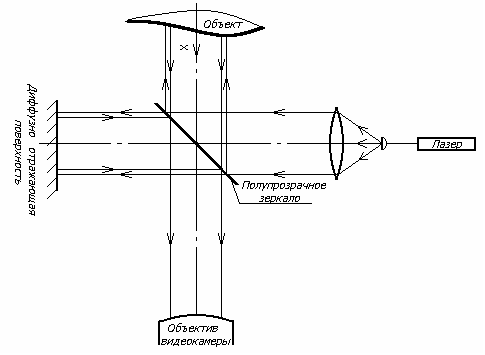 Объект
X
Диффузно отражающая
поверхность
Лазер
Полупрозрачное
зеркало
Объектив
видеокамеры